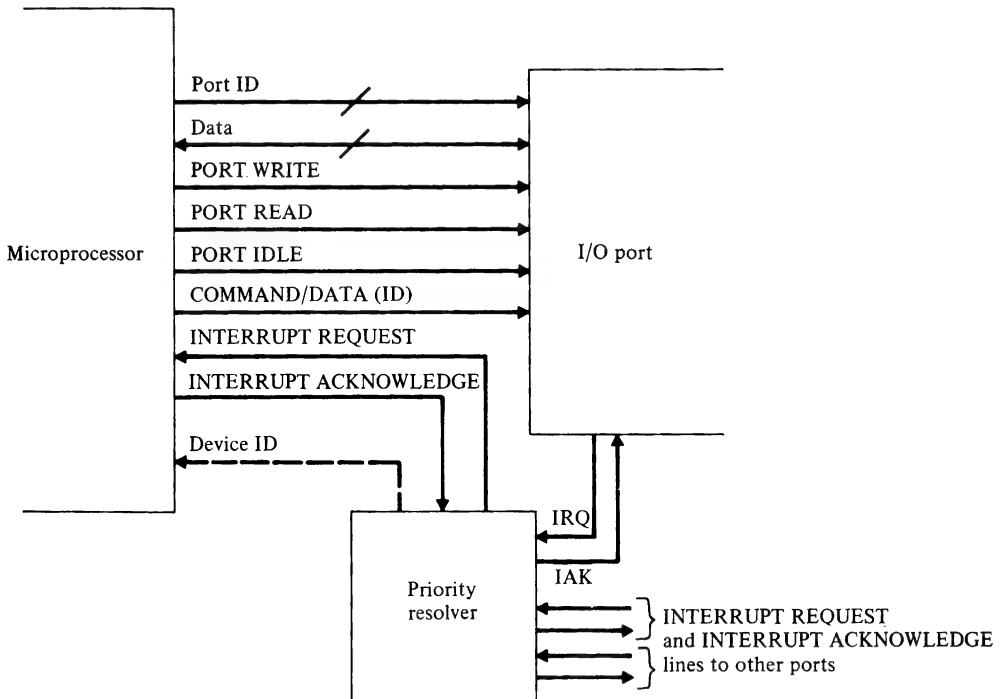 Port ID
Data
PORT WRITE
PORT READ
Microprocessor
I/O port
PORT IDLE
COMMAND/DATA (ID)
INTERRUPT REQUEST
INTERRUPT ACKNOWLEDGE
Device ID
IRQ
IAK
Priority
resolver
INTERRUPT REQUEST
and INTERRUPT ACKNOWLEDGE
lines to other ports